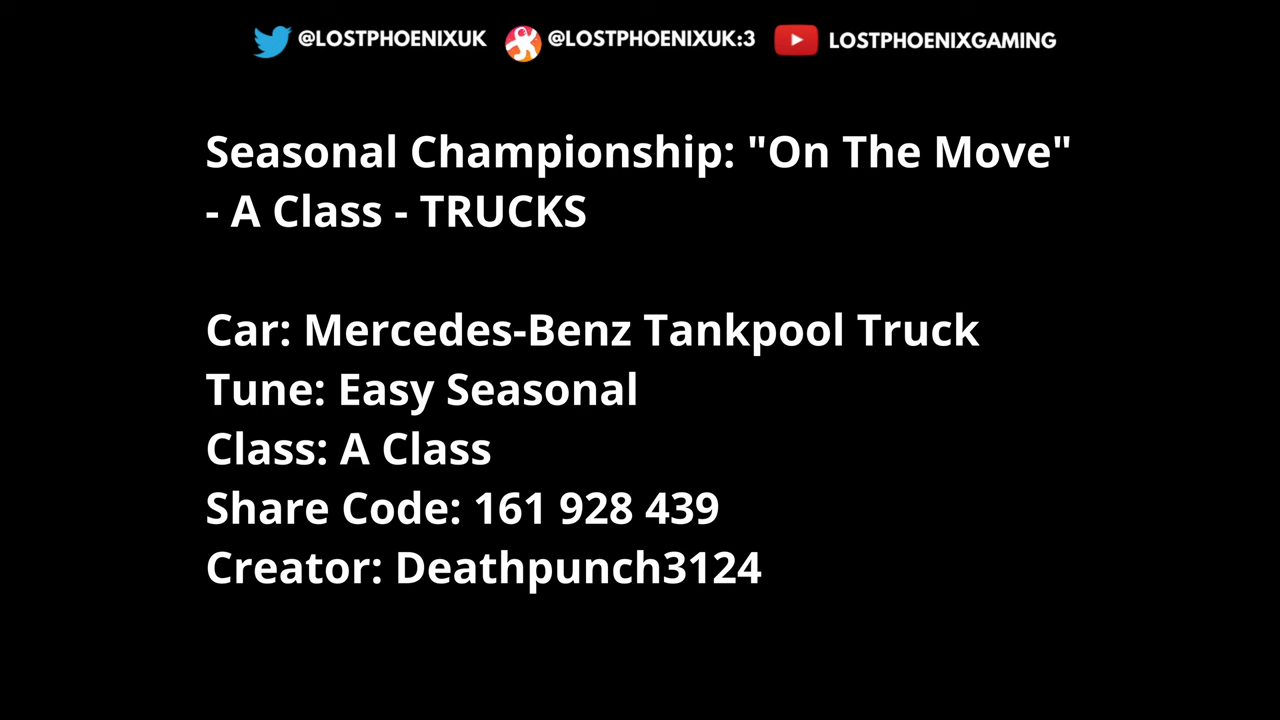 @LOSTPHOENIXUK @LOSTPHOENIXUK:3 LOSTPHOENIXGAMING
Seasonal Championship: "On The Move"
- A Class - TRUCKS
Car: Mercedes-Benz Tankpool Truck
Tune: Easy Seasonal
Class: A Class
Share Code: 161 928 439
Creator: Deathpunch3124